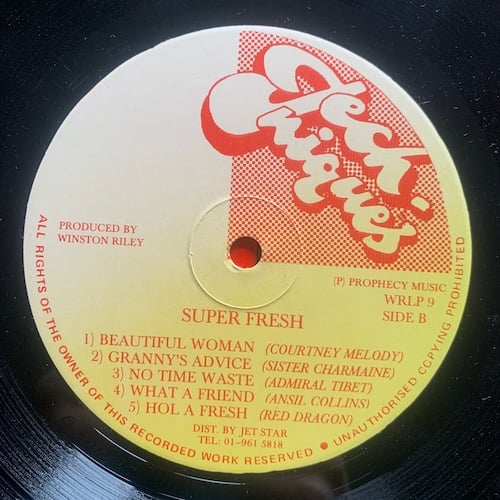 Tech-
niques
PRODUCED BY
WINSTON RILEY
(P) PROPHECY MUSIC
WRLP 9
SIDE B
SUPER FRESH
1) BEAUTIFUL WOMAN (COURTNEY MELODY)
2) GRANNY'S ADVICE (SISTER CHARMAINE)
3) NO TIME WASTE (ADMIRAL TIBET)
4) WHAT A FRIEND (ANSIL COLLINS)
5) HOL A FRESH (RED DRAGON)
DIST. BY JET STAR
TEL: 01-961 5818
ALL RIGHTS OF THE OWNER OF THIS RECORDED WORK RESERVED • UNAUTHORISED COPYING PROHIBITED